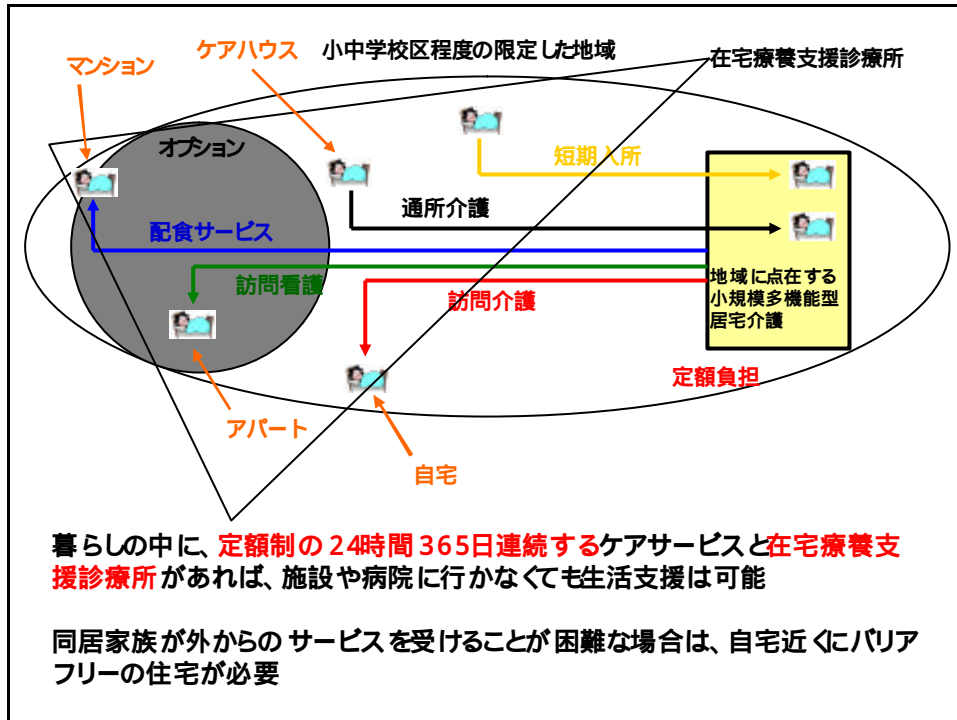 小中学校区程度の限定した地域
ケアハウス
マンション
在宅療養支援診療所
オプション
短期入所
通所介護
配食サービス
訪問看護
訪問介護
地域に点在する
小規模多機能型
居宅介護
定額負担
アパート
自宅
暮らしの中に、定額制の24時間365日連続するケアサービスと在宅療養支
援診療所があれば、施設や病院に行かなくても生活支援は可能
同居家族が外からのサービスを受けることが困難な場合は、自宅近くにバリア
フリーの住宅が必要